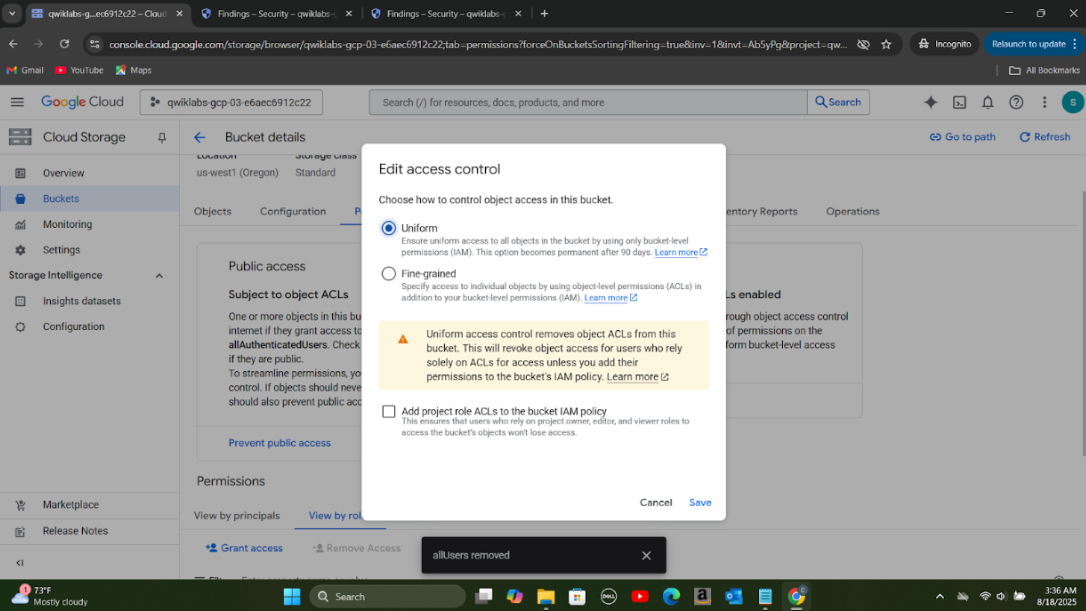 qwiklabs-g...ec6912c22 – Cloud
Findings – Security – qwiklabs-
Findings – Security – qwiklabs-
console.cloud.google.com/storage/browser/qwiklabs-gcp-03-e6aec6912c22;tab=permissions?forceOnBucketsSortingFiltering=true&inv=1&invt=Ab5yPg&project=qw...
Incognito
Relaunch to update
Gmail
YouTube
Maps
All Bookmarks
Google Cloud
qwiklabs-gcp-03-e6aec6912c22
Search (/) for resources, docs, products, and more
Search
S
Cloud Storage
Bucket details
Go to path
Refresh
Overview
Buckets
Monitoring
Settings
Storage Intelligence
Insights datasets
Configuration
Marketplace
Release Notes
Location
Storage class
us-west1 (Oregon)
Standard
Objects
Configuration
entory Reports
Operations
Public access
Subject to object ACLs
One or more objects in this bu
internet if they grant access to
allAuthenticatedUsers. Check
if they are public.
To streamline permissions, yo
control. If objects should neve
should also prevent public acc
Prevent public access
Ls enabled
rough object access control
of permissions on the
form bucket-level access
Permissions
View by principals
View by rol
Grant access
Remove Access
Edit access control
Choose how to control object access in this bucket.
Uniform
Ensure uniform access to all objects in the bucket by using only bucket-level
permissions (IAM). This option becomes permanent after 90 days. Learn more
Fine-grained
Specify access to individual objects by using object-level permissions (ACLs) in
addition to your bucket-level permissions (IAM). Learn more
Uniform access control removes object ACLs from this
bucket. This will revoke object access for users who rely
solely on ACLs for access unless you add their
permissions to the bucket's IAM policy. Learn more
Add project role ACLs to the bucket IAM policy
This ensures that users who rely on project owner, editor, and viewer roles to
access the bucket's objects won't lose access.
Cancel
Save
allUsers removed
1
73°F
Mostly cloudy
Search
DELL
3:36 AM
8/18/2025